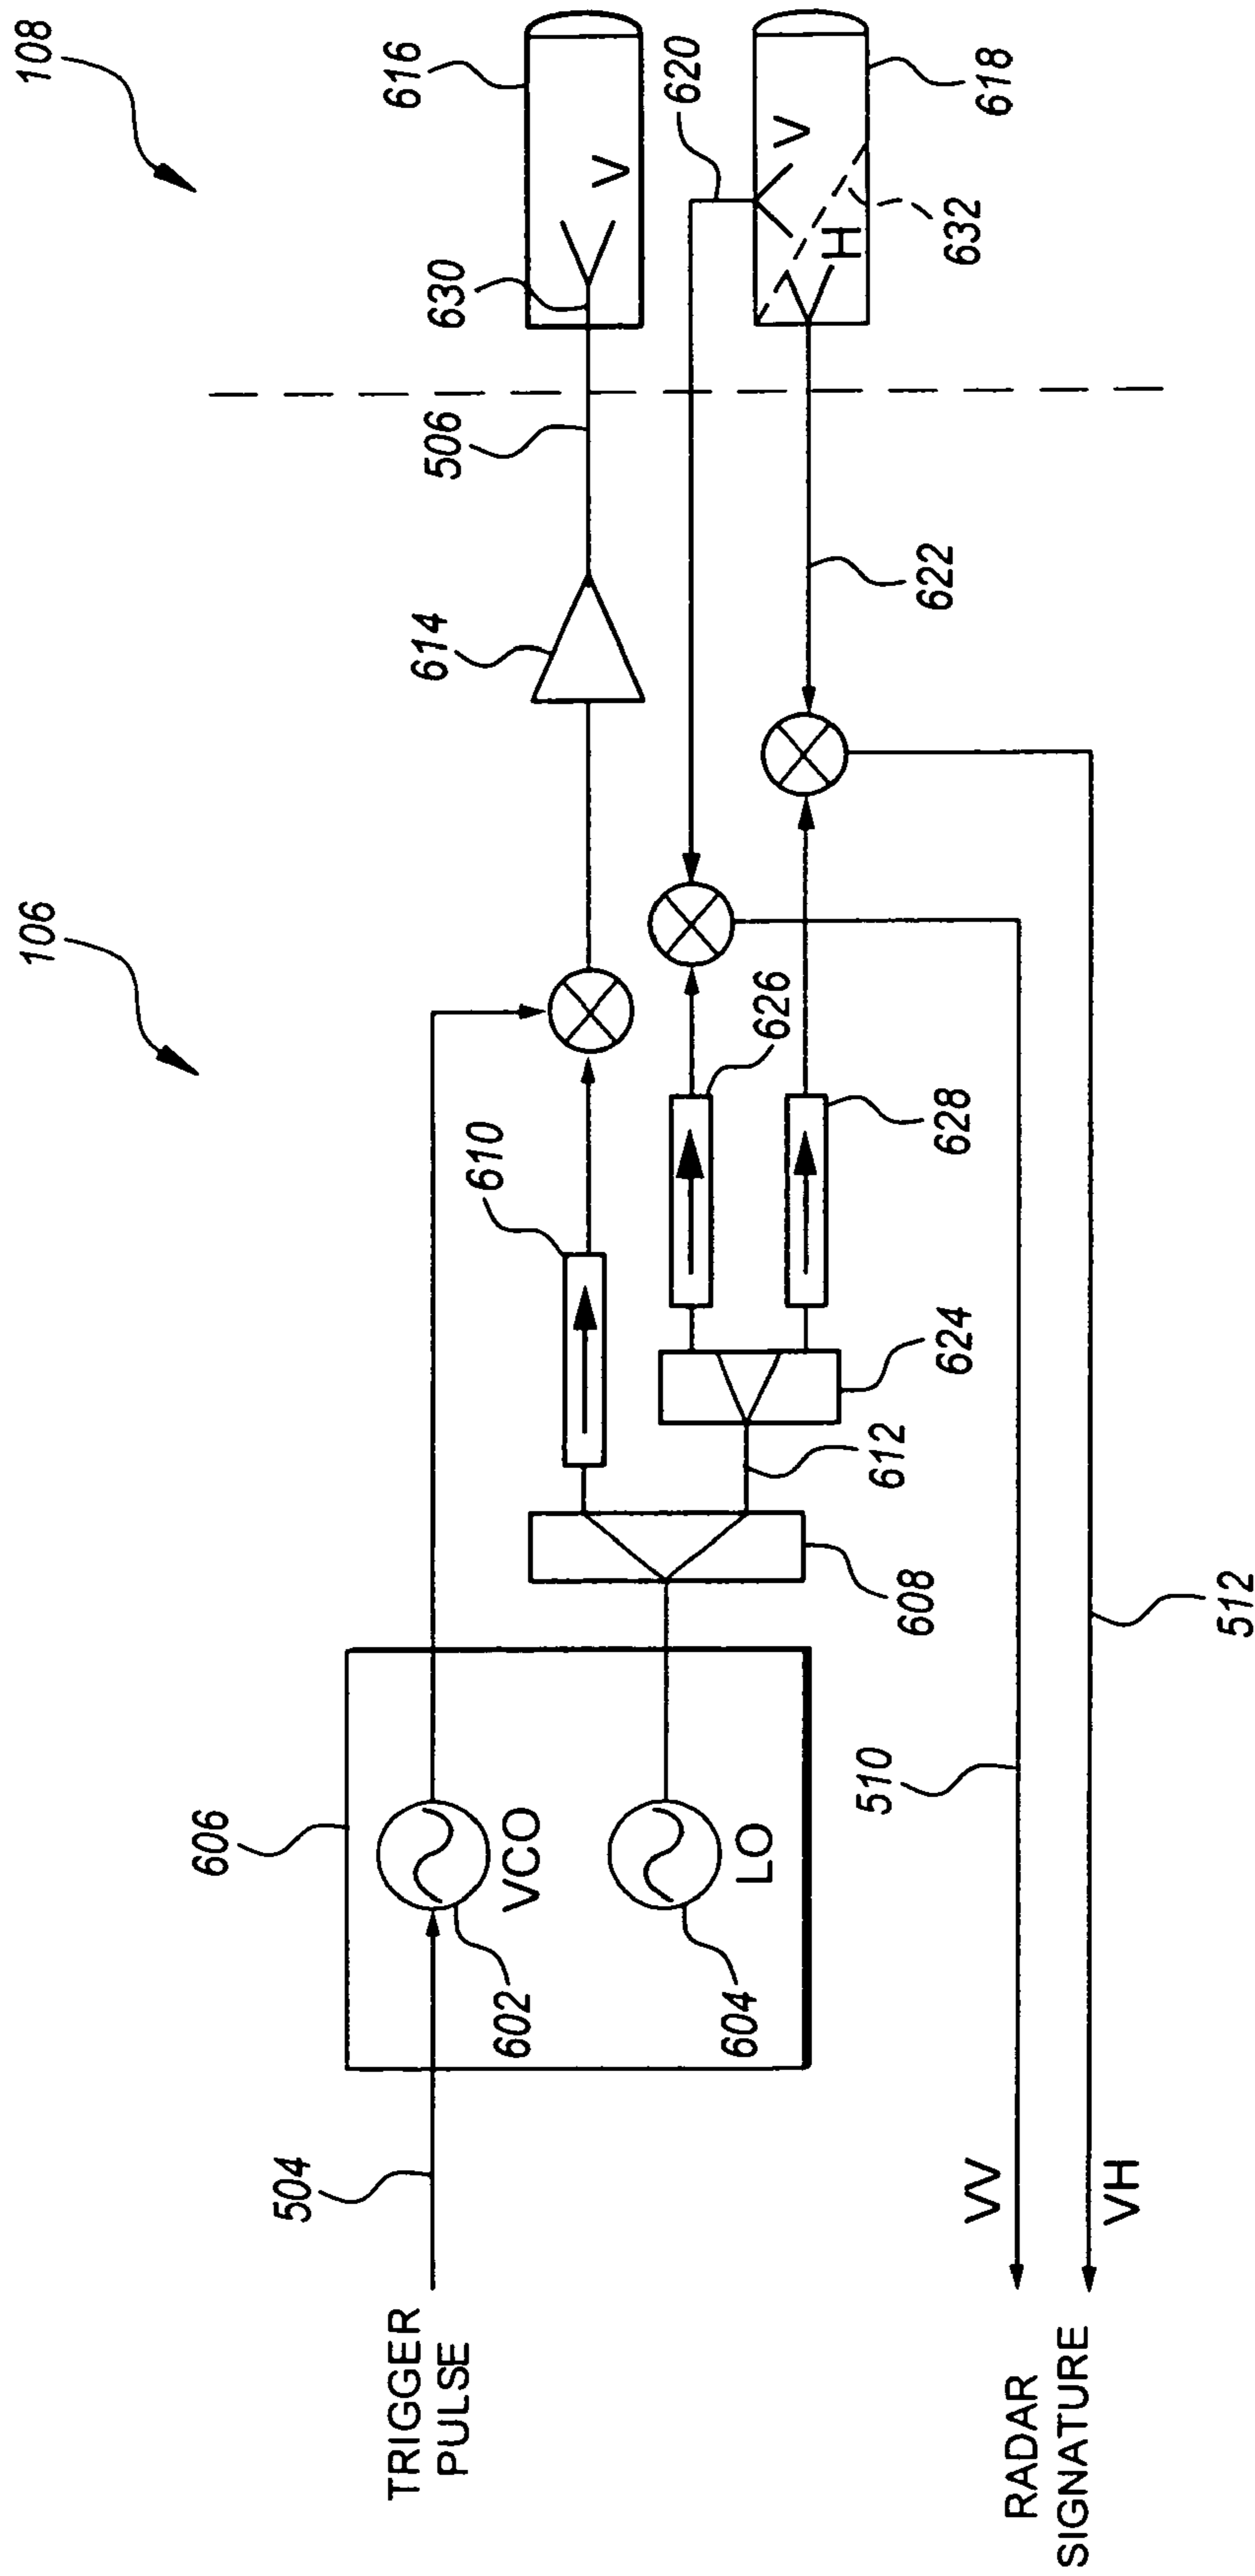 106
108
606
504
TRIGGER
PULSE
602
VCO
604
LO
608
610
612
624
626
628
614
506
630
616
V
620
V
H
618
632
622
510
512
VV
VH
RADAR
SIGNATURE